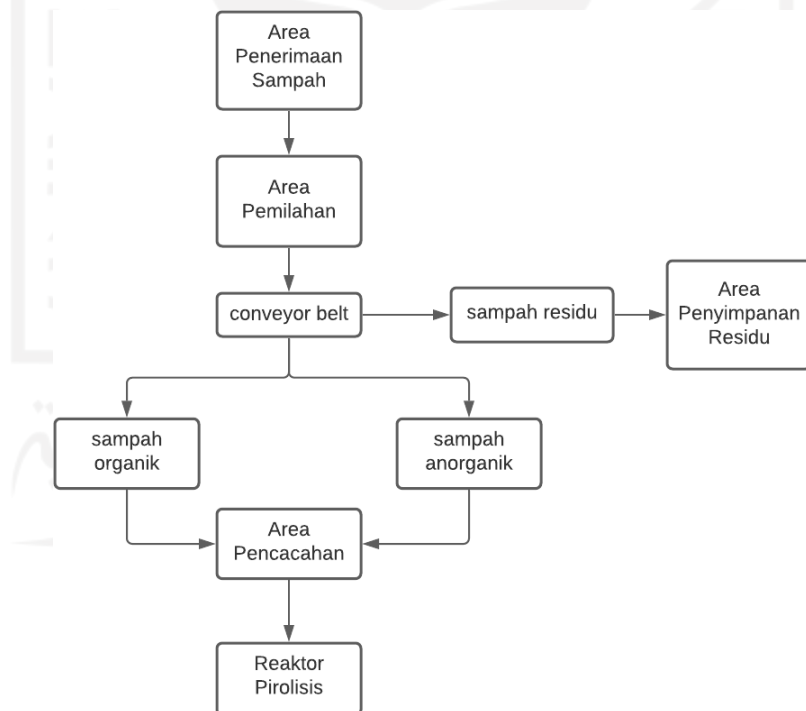 Area
Penerimaan
Sampah
Area
Pemilahan
conveyor belt
sampah residu
Area
Penyimpanan
Residu
sampah
organik
sampah
anorganik
Area
Pencacahan
Reaktor
Pirolisis